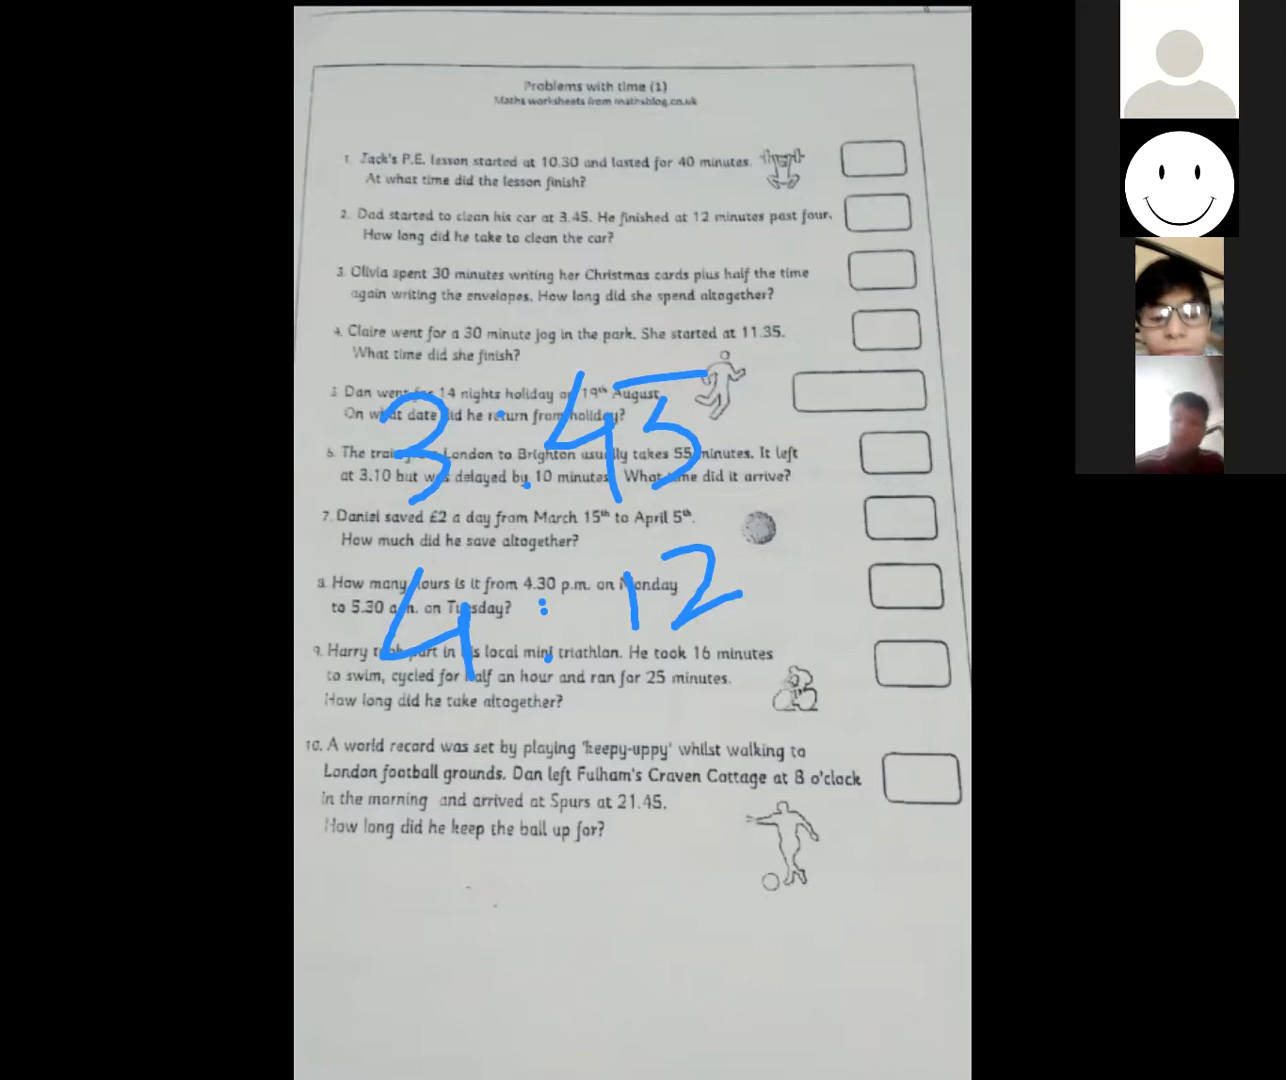 Problems with time (1)
Maths worksheets from mathsblog.co.uk
1. Jack's P.E. lesson started at 10.30 and lasted for 40 minutes.
At what time did the lesson finish?
2. Dad started to clean his car at 3.45. He finished at 12 minutes past four.
How long did he take to clean the car?
3. Olivia spent 30 minutes writing her Christmas cards plus half the time
again writing the envelopes. How long did she spend altogether?
4. Claire went for a 30 minute jog in the park. She started at 11.35.
What time did she finish?
5. Dan went for 14 nights holiday on 19th August.
On what date did he return from holiday?
3:45
6. The train from London to Brighton usually takes 55 minutes. It left
at 3.10 but was delayed by 10 minutes. What time did it arrive?
7. Daniel saved £2 a day from March 15th to April 5th.
How much did he save altogether?
8. How many hours is it from 4.30 p.m. on Monday
to 5.30 a.m. on Tuesday?
4:12
9. Harry took part in his local mini triathlon. He took 16 minutes
to swim, cycled for half an hour and ran for 25 minutes.
How long did he take altogether?
10. A world record was set by playing 'keepy-uppy' whilst walking to
London football grounds. Dan left Fulham's Craven Cottage at 8 o'clock
in the morning and arrived at Spurs at 21.45.
How long did he keep the ball up for?